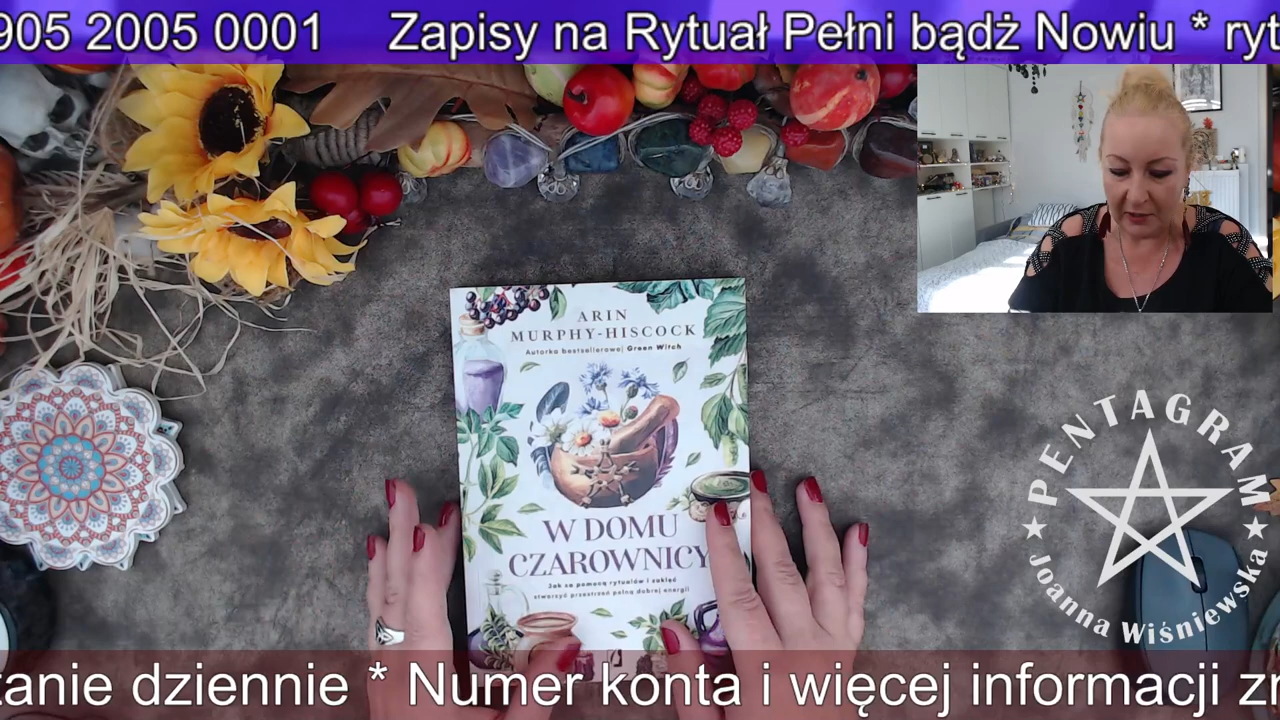 905 2005 0001 Zapisy na Rytuał Pełni bądż Nowiu * ryt
ARIN
MURPHY-HISCOCK
Autorka bestsellerowej Green Witch
W DOMU
CZAROWNICY
Jak za pomocą rytuałów i zaklęć
stworzyć przestrzeń pełną dobrej energii
PENTAGRAM
Joanna Wiśniewska
tanie dziennie * Numer konta i więcej informacji zn